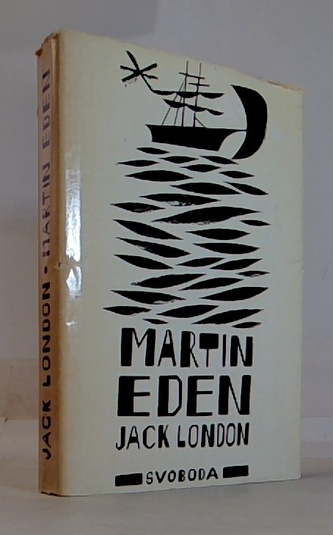 MARTIN
EDEN
JACK LONDON
SVOBODA
JACK LONDON • MARTIN EDEN